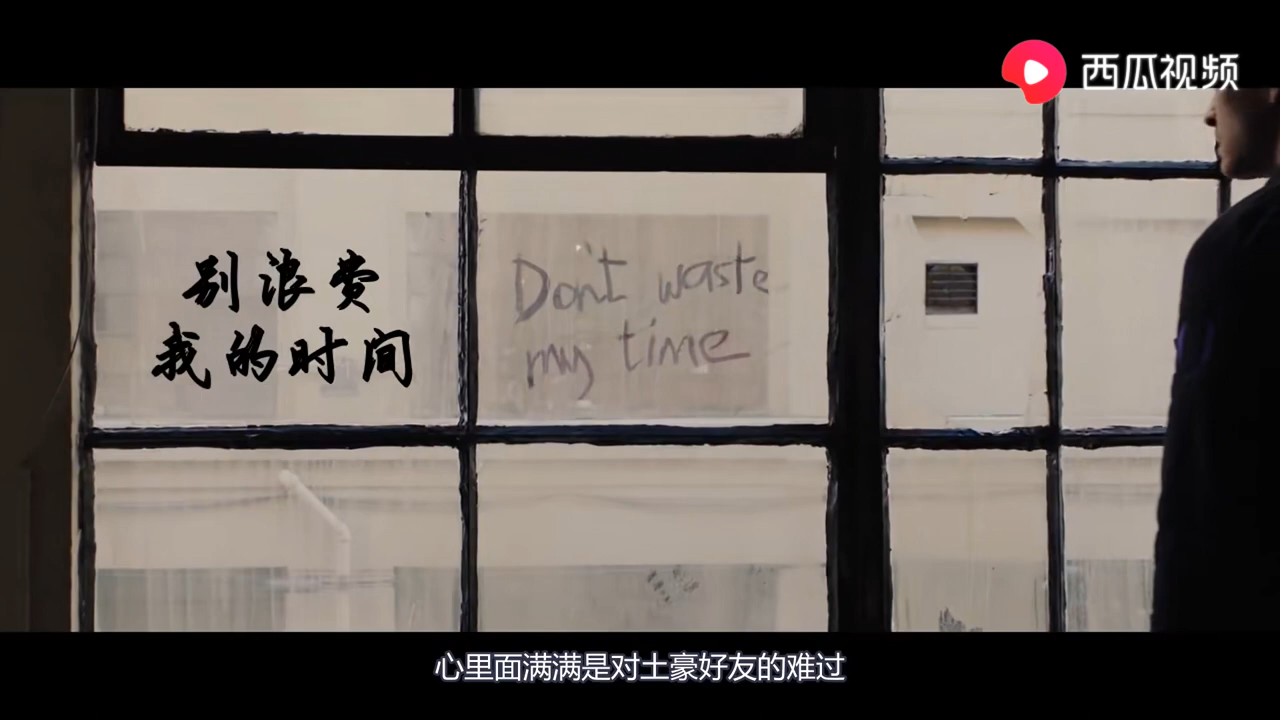 西瓜视频
别浪费
我的时间
Don't waste
my time
心里面满满是对土豪好友的难过